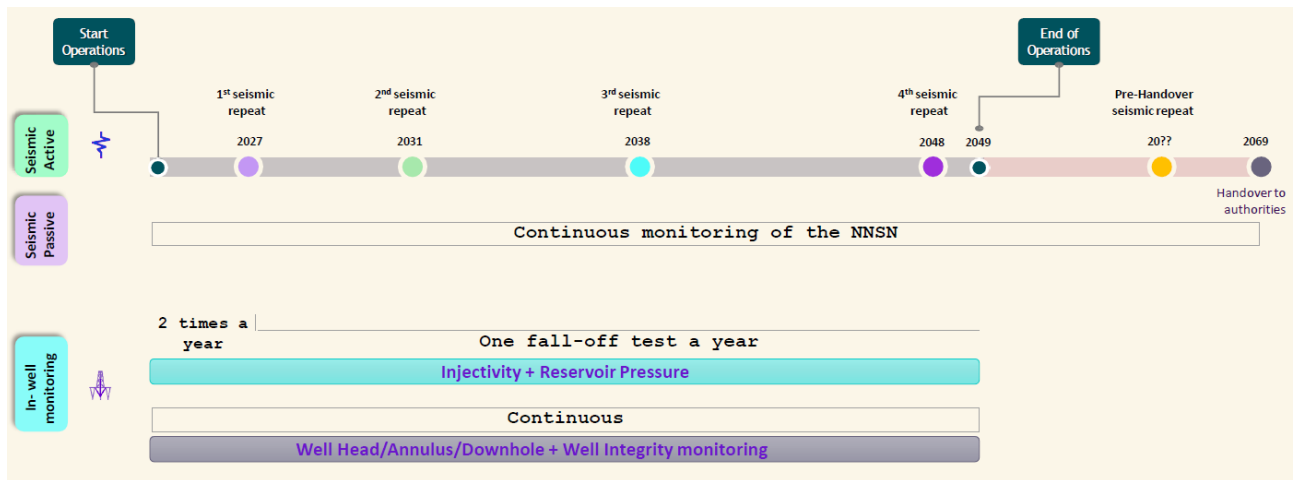 Start
Operations
End of
Operations
1st seismic
repeat
2nd seismic
repeat
3rd seismic
repeat
4th seismic
repeat
Pre-Handover
seismic repeat
2027
2031
2038
2048
2049
20??
2069
Seismic
Active
Handover to
authorities
Seismic
Passive
Continuous monitoring of the NNSN
2 times a
year
One fall-off test a year
In- well
monitoring
Injectivity + Reservoir Pressure
Continuous
Well Head/Annulus/Downhole + Well Integrity monitoring